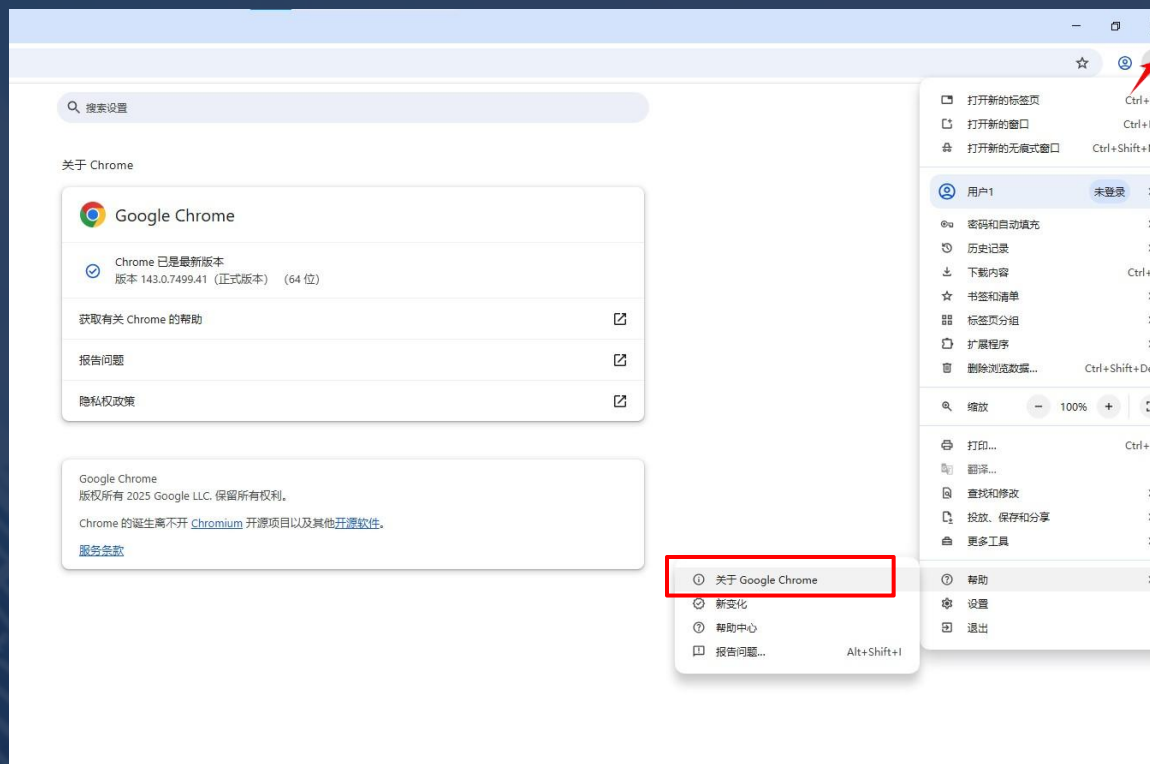 搜索设置
关于 Chrome
Google Chrome
Chrome 已是最新版本
版本 143.0.7499.41（正式版本） （64 位）
获取有关 Chrome 的帮助
报告问题
隐私权政策
Google Chrome
版权所有 2025 Google LLC. 保留所有权利。
Chrome 的诞生离不开 Chromium 开源项目以及其他开源软件。
服务条款
打开新的标签页 Ctrl+
打开新的窗口 Ctrl+
打开新的无痕式窗口 Ctrl+Shift+
用户1 未登录
密码和自动填充
历史记录
下载内容 Ctrl+
书签和清单
标签页分组
扩展程序
删除浏览数据... Ctrl+Shift+De
缩放 − 100% +
打印... Ctrl+
翻译...
查找和修改
投放、保存和分享
更多工具
帮助
设置
退出
关于 Google Chrome
新变化
帮助中心
报告问题... Alt+Shift+I